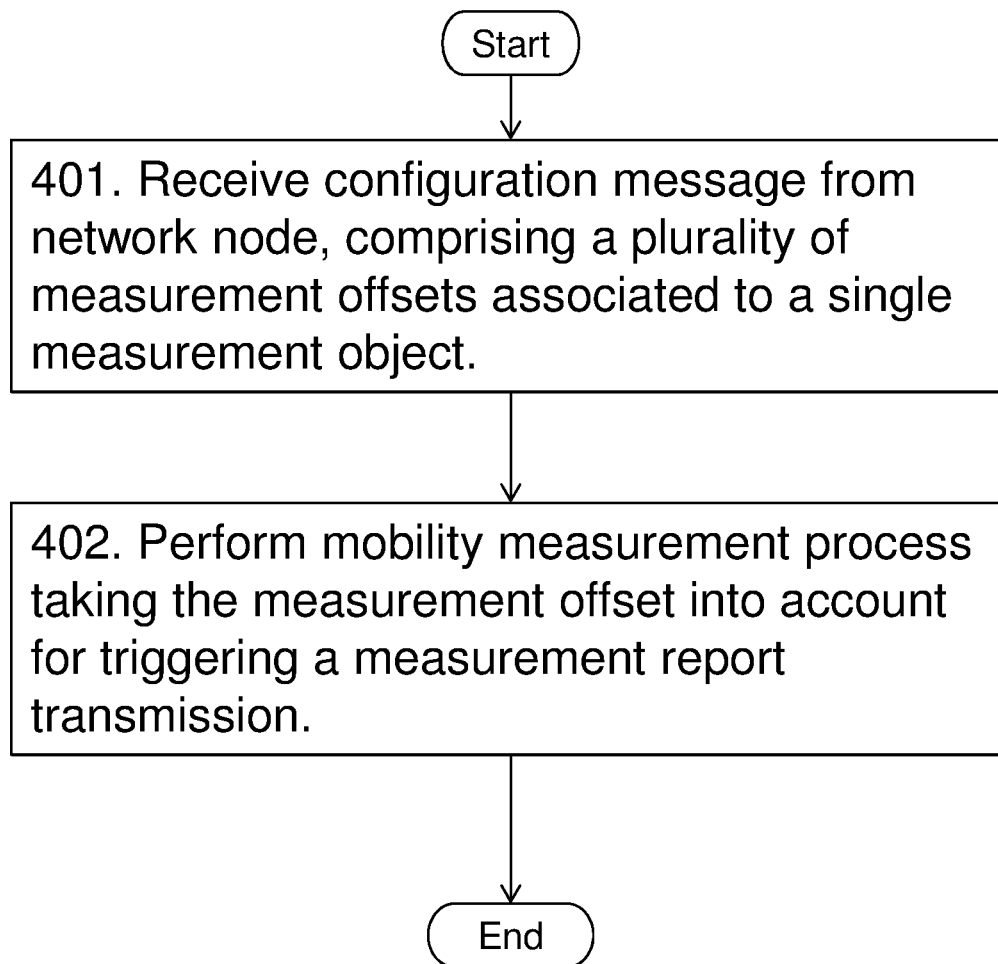 Start
401. Receive configuration message from
network node, comprising a plurality of
measurement offsets associated to a single
measurement object.
402. Perform mobility measurement process
taking the measurement offset into account
for triggering a measurement report
transmission.
End